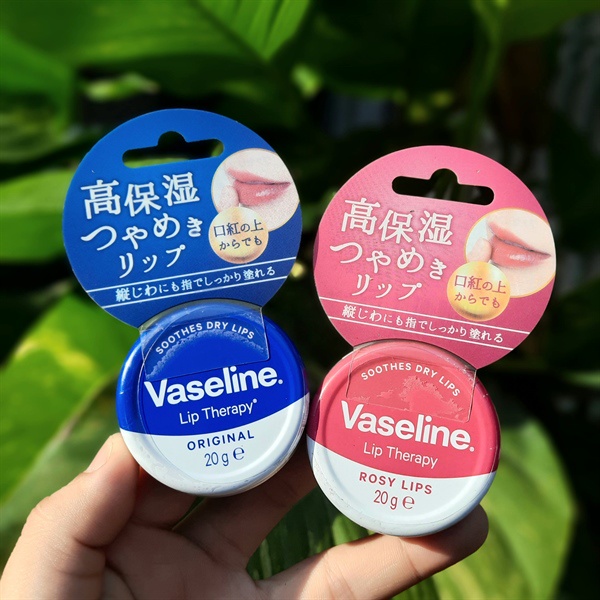 高保湿
つやめき
リップ
口紅の上
からでも
縦じわにも指でしっかり塗れる
SOOTHES DRY LIPS
Vaseline.
Lip Therapy®
ORIGINAL
20 g ℮
高保湿
つやめき
リップ
口紅の上
からでも
縦じわにも指でしっかり塗れる
SOOTHES DRY LIPS
Vaseline.
Lip Therapy
ROSY LIPS
20 g ℮